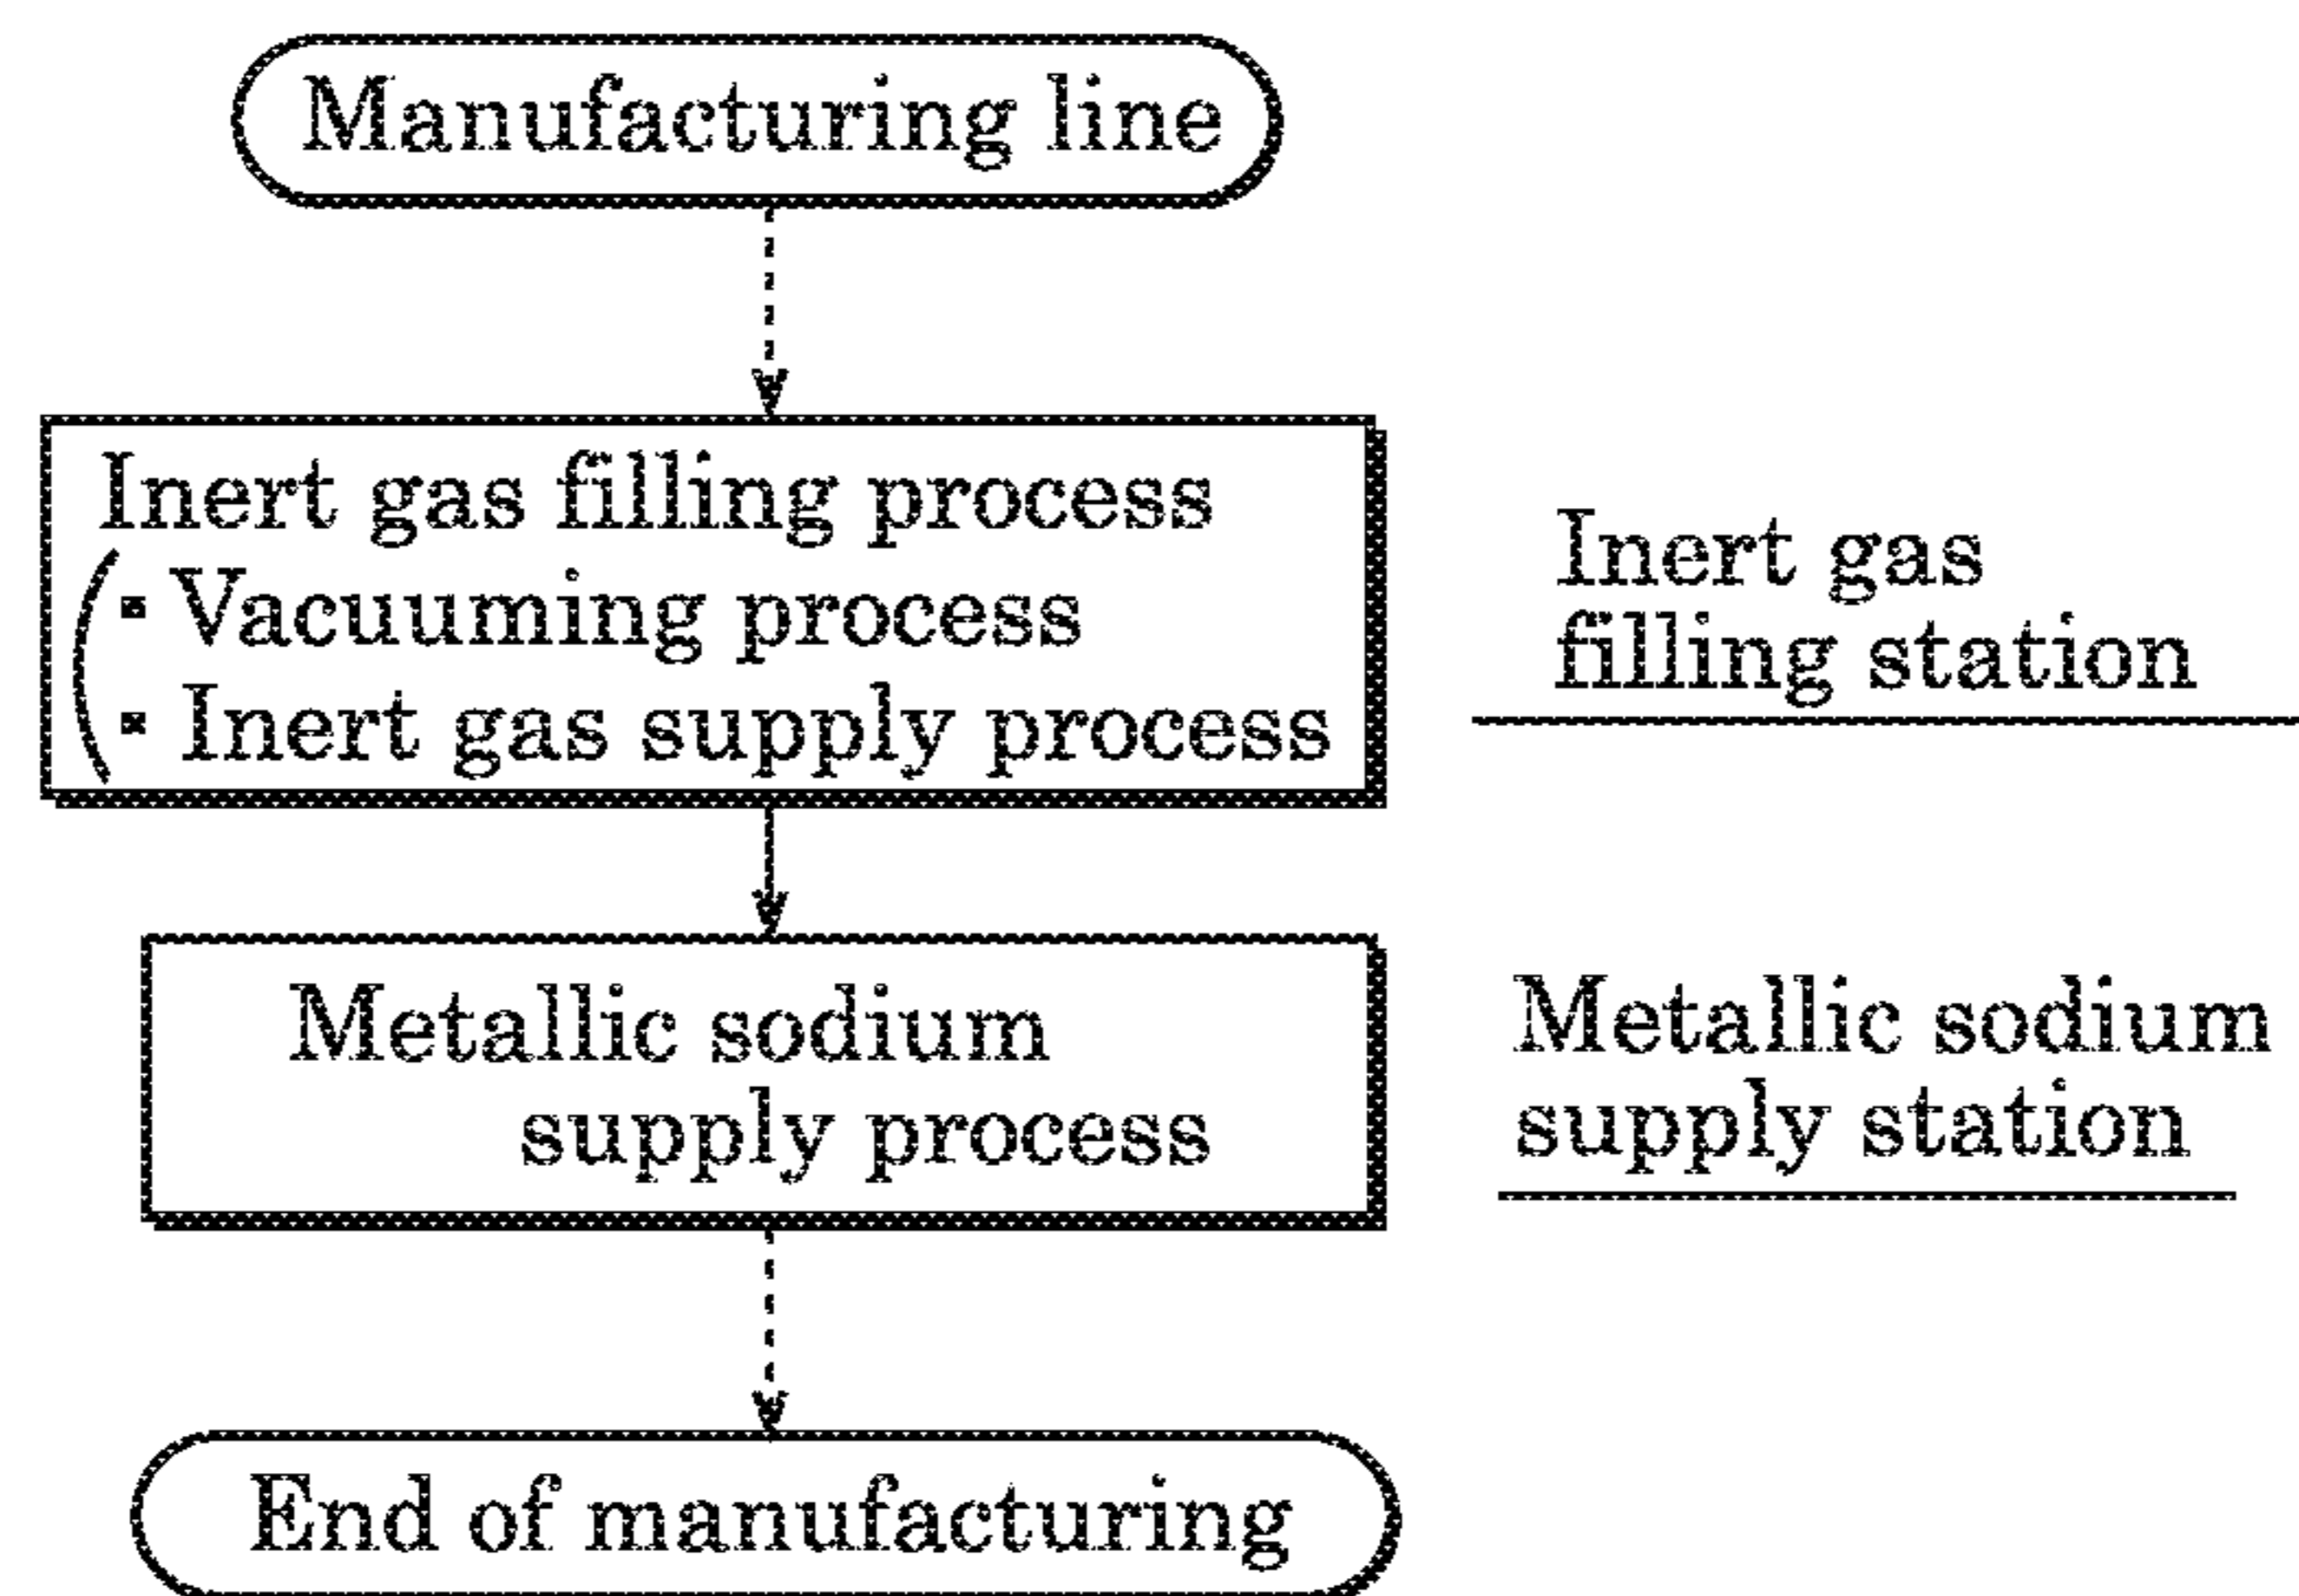 Manufacturing line
Inert gas filling process
( ▪ Vacuuming process
▪ Inert gas supply process
Inert gas
filling station
Metallic sodium
supply process
Metallic sodium
supply station
End of manufacturing